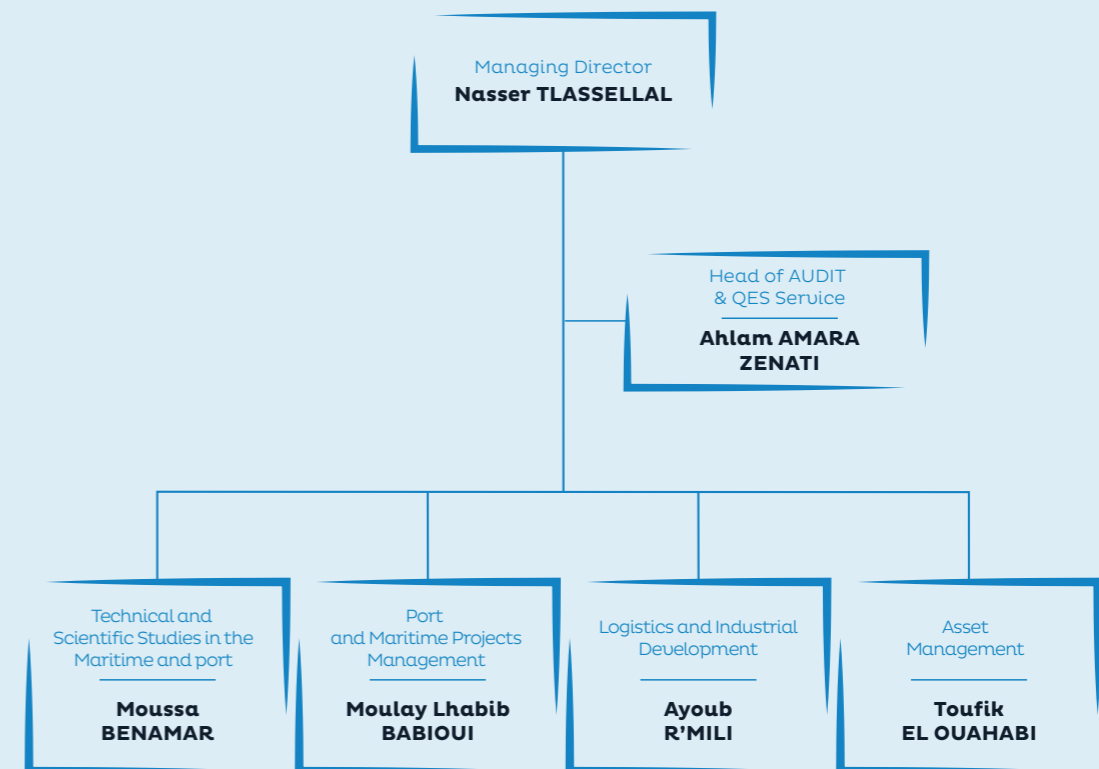 Managing Director
Nasser TLASSELLAL
Head of AUDIT
& QES Service
Ahlam AMARA
ZENATI
Technical and
Scientific Studies in the
Maritime and port
Moussa
BENAMAR
Port
and Maritime Projects
Management
Moulay Lhabib
BABIOUI
Logistics and Industrial
Development
Ayoub
R’MILI
Asset
Management
Toufik
EL OUAHABI